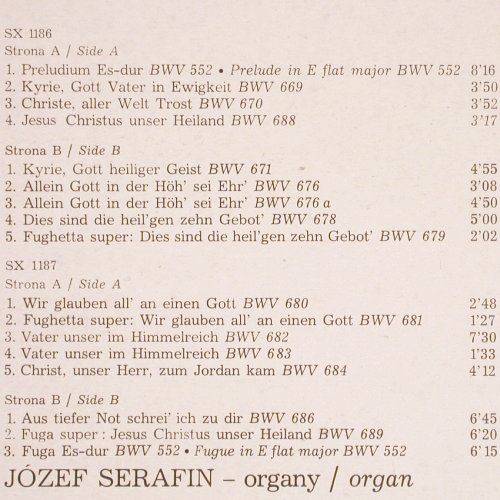 SX 1186
Strona A / Side A
1. Preludium Es-dur BWV 552 • Prelude in E flat major BWV 552 8'16
2. Kyrie, Gott Vater in Ewigkeit BWV 669 3'50
3. Christe, aller Welt Trost BWV 670 3'52
4. Jesus Christus unser Heiland BWV 688 3'17
Strona B / Side B
1. Kyrie, Gott heiliger Geist BWV 671 4'55
2. Allein Gott in der Höh' sei Ehr' BWV 676 3'08
3. Allein Gott in der Höh' sei Ehr' BWV 676 a 4'50
4. Dies sind die heil'gen zehn Gebot' BWV 678 5'00
5. Fughetta super: Dies sind die heil'gen zehn Gebot' BWV 679 2'02
SX 1187
Strona A / Side A
1. Wir glauben all' an einen Gott BWV 680 2'48
2. Fughetta super: Wir glauben all' an einen Gott BWV 681 1'27
3. Vater unser im Himmelreich BWV 682 7'30
4. Vater unser im Himmelreich BWV 683 1'33
5. Christ, unser Herr, zum Jordan kam BWV 684 4'12
Strona B / Side B
1. Aus tiefer Not schrei' ich zu dir BWV 686 6'45
2. Fuga super : Jesus Christus unser Heiland BWV 689 6'20
3. Fuga Es-dur BWV 552 • Fugue in E flat major BWV 552 6'15
JÓZEF SERAFIN – organy / organ